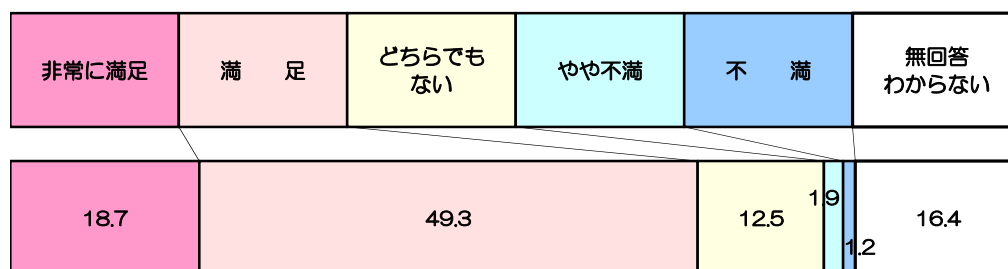 非常に満足
満 足
どちらでも
ない
やや不満
不 満
無回答
わからない
18.7
49.3
12.5
1.9
1.2
16.4